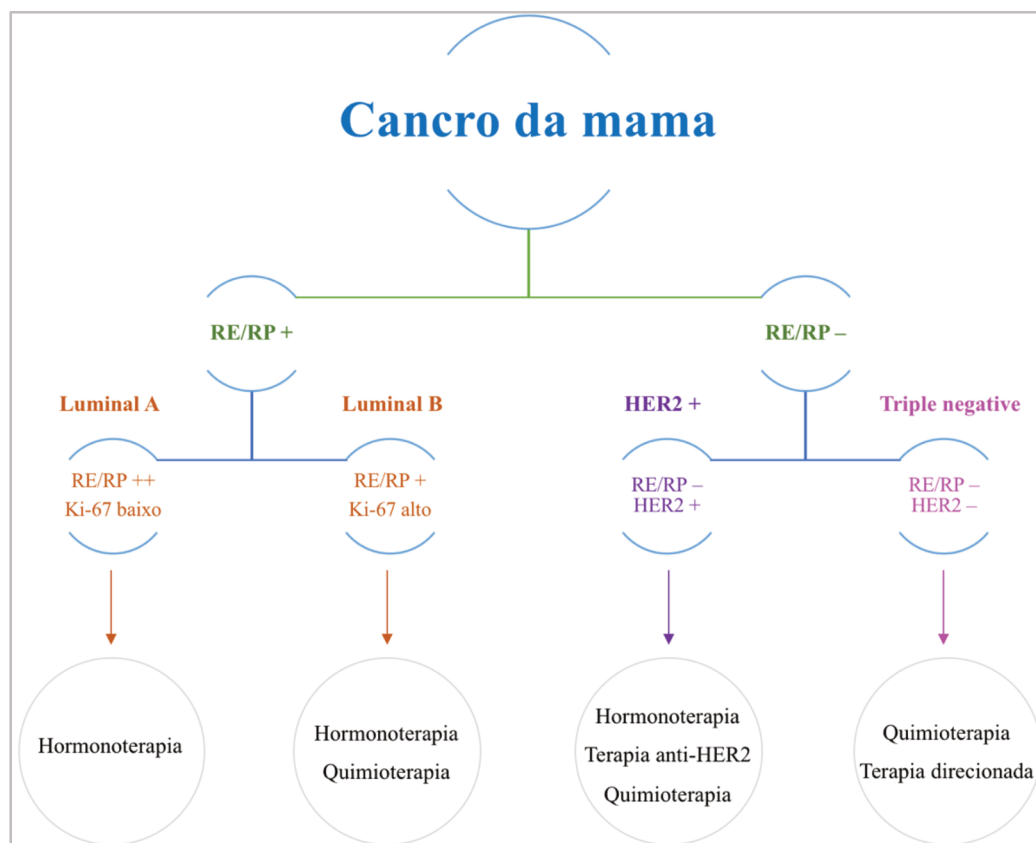 Cancro da mama
RE/RP +
RE/RP –
Luminal A
Luminal B
HER2 +
Triple negative
RE/RP ++
Ki-67 baixo
RE/RP +
Ki-67 alto
RE/RP –
HER2 +
RE/RP –
HER2 –
Hormonoterapia
Hormonoterapia
Quimioterapia
Hormonoterapia
Terapia anti-HER2
Quimioterapia
Quimioterapia
Terapia direcionada